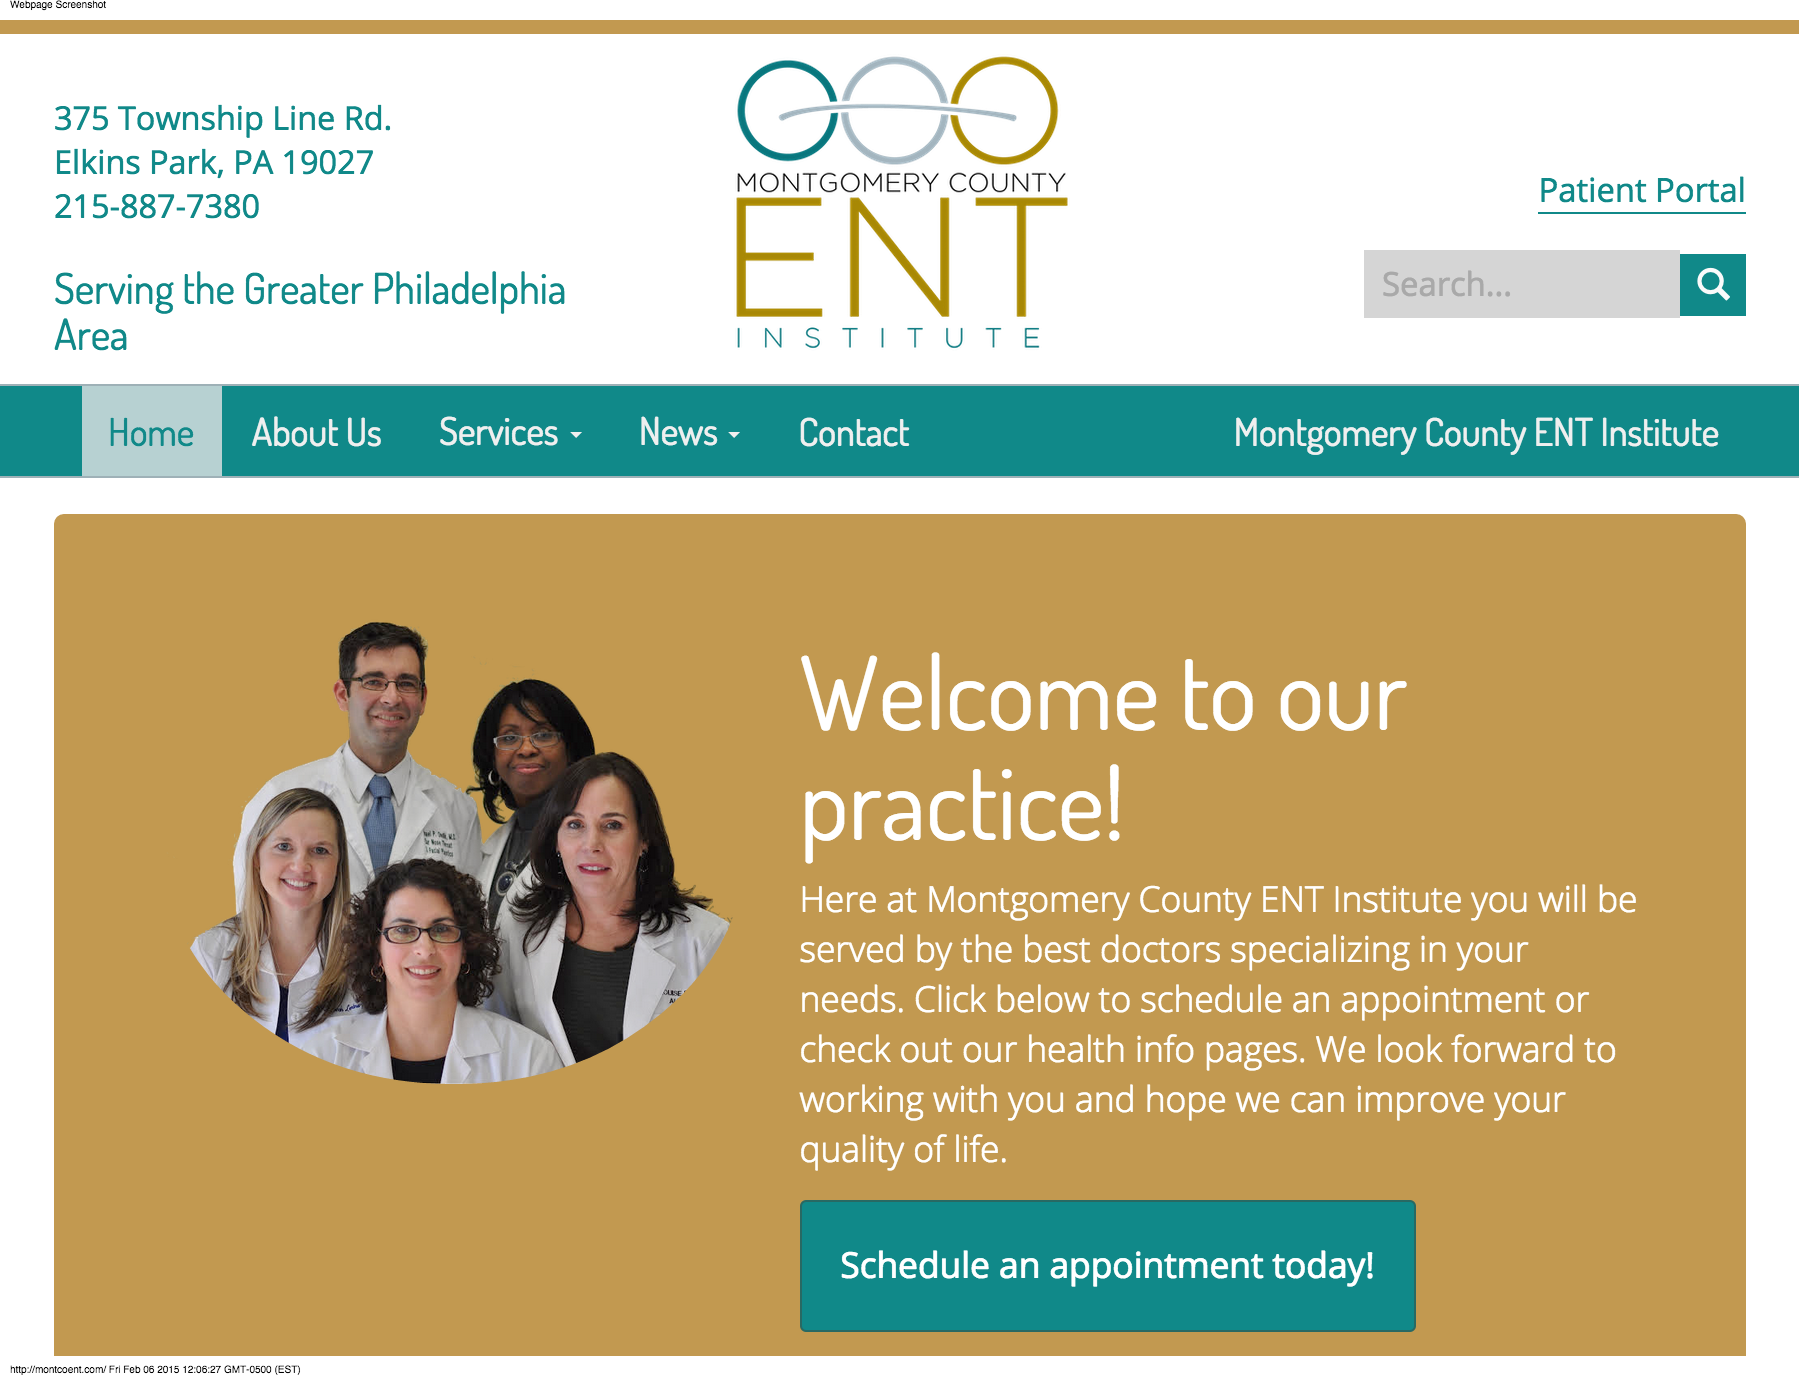 Webpage Screenshot
375 Township Line Rd.
Elkins Park, PA 19027
215-887-7380
Serving the Greater Philadelphia
Area
MONTGOMERY COUNTY
ENT
INSTITUTE
Patient Portal
Search...
Home About Us Services News Contact Montgomery County ENT Institute
Welcome to our
practice!
Here at Montgomery County ENT Institute you will be
served by the best doctors specializing in your
needs. Click below to schedule an appointment or
check out our health info pages. We look forward to
working with you and hope we can improve your
quality of life.
Schedule an appointment today!
http://montcoent.com/ Fri Feb 06 2015 12:06:27 GMT-0500 (EST)